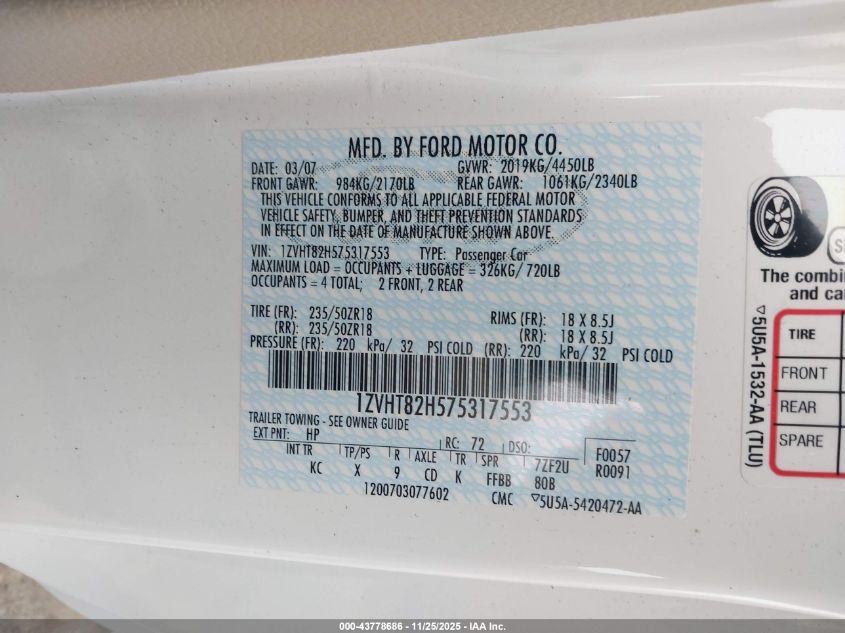 MFD. BY FORD MOTOR CO.
DATE: 03/07 GVWR: 2019KG/4450LB
FRONT GAWR: 984KG/2170LB REAR GAWR: 1061KG/2340LB
THIS VEHICLE CONFORMS TO ALL APPLICABLE FEDERAL MOTOR
VEHICLE SAFETY, BUMPER, AND THEFT PREVENTION STANDARDS
IN EFFECT ON THE DATE OF MANUFACTURE SHOWN ABOVE.
VIN: 1ZVHT82H575317553 TYPE: Passenger Car
MAXIMUM LOAD = OCCUPANTS + LUGGAGE = 326KG/ 720LB
OCCUPANTS = 4 TOTAL; 2 FRONT, 2 REAR
TIRE (FR): 235/50ZR18 RIMS (FR): 18 X 8.5J
(RR): 235/50ZR18 (RR): 18 X 8.5J
PRESSURE (FR): 220 kPa/ 32 PSI COLD (RR): 220 kPa/ 32 PSI COLD
1ZVHT82H575317553
TRAILER TOWING - SEE OWNER GUIDE
EXT PNT: HP RC: 72 DSO: F0057
INT TR TP/PS R AXLE TR SPR 7ZF2U R0091
KC X 9 CD K FFBB 80B
1200703077602 CMC ▽5U5A-5420472-AA
The combin
and ca
TIRE
FRONT
REAR
SPARE
▽5U5A-1532-AA (TLU)
000-43778686 - 11/25/2025 - IAA Inc.